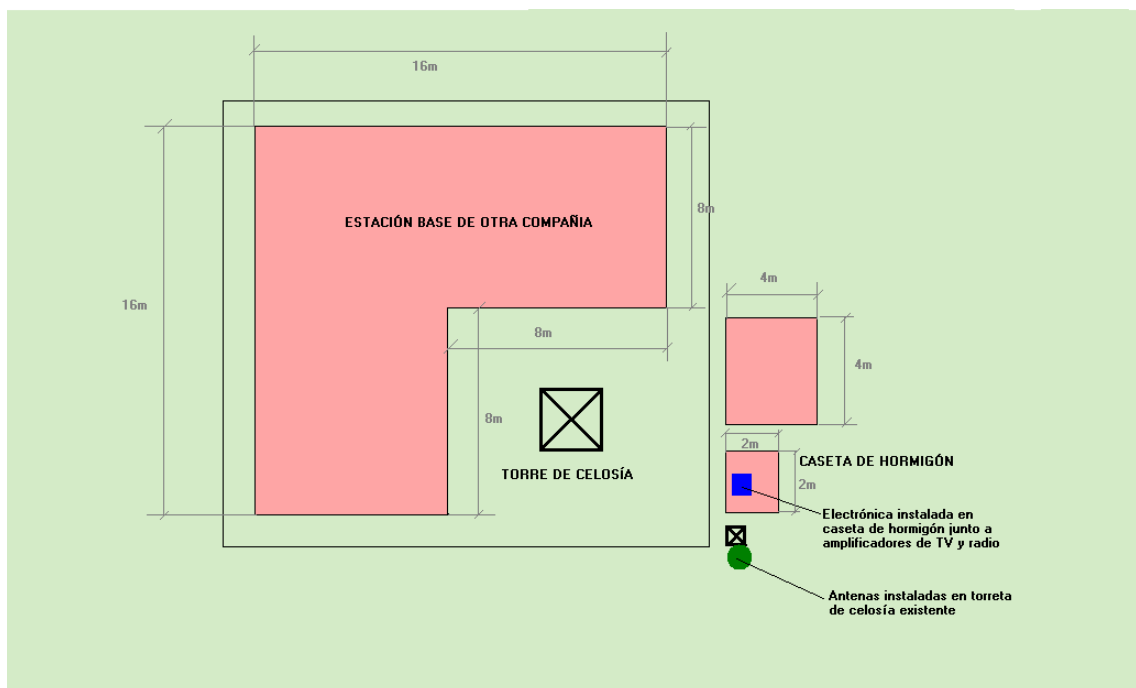 16m
ESTACIÓN BASE DE OTRA COMPAÑIA
8m
16m
4m
8m
4m
8m
2m
TORRE DE CELOSÍA
CASETA DE HORMIGÓN
2m
Electrónica instalada en
caseta de hormigón junto a
amplificadores de TV y radio
Antenas instaladas en torreta
de celosía existente